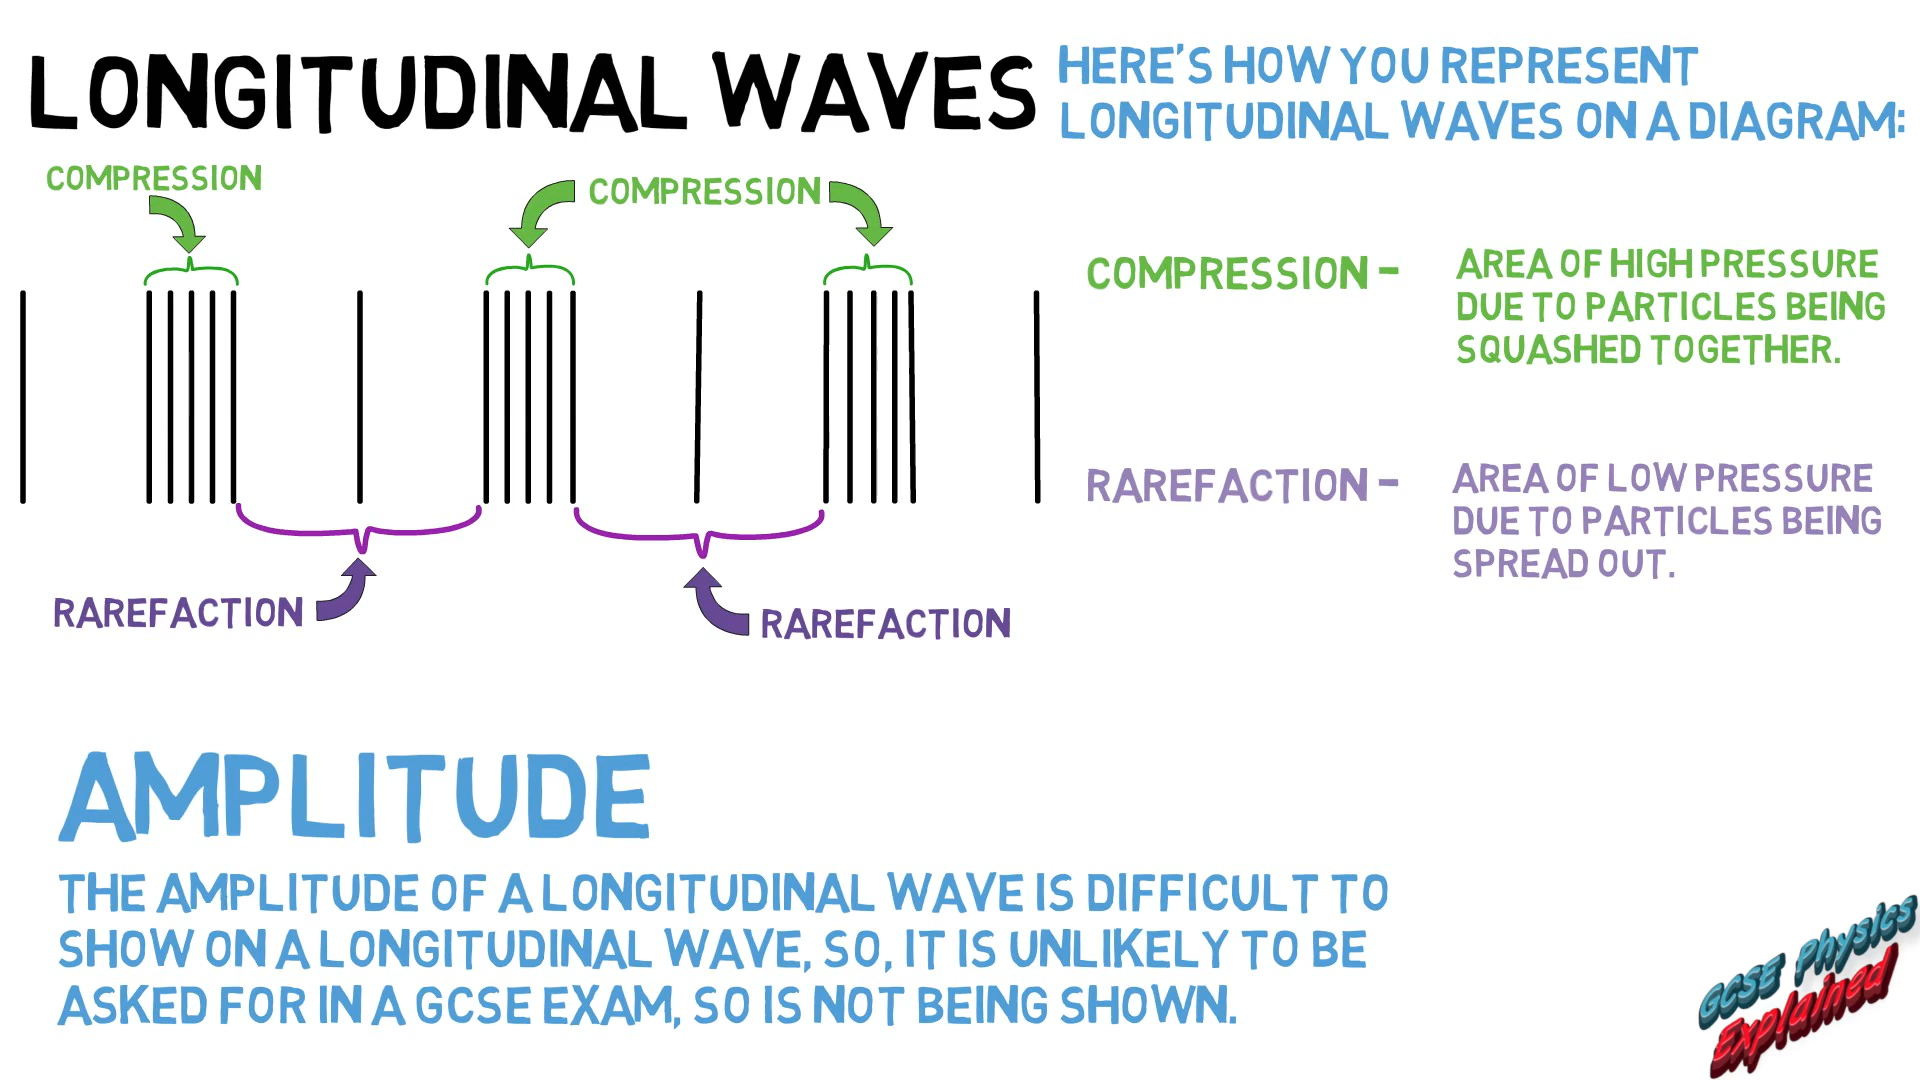 LONGITUDINAL WAVES
HERE'S HOW YOU REPRESENT
LONGITUDINAL WAVES ON A DIAGRAM:
COMPRESSION
COMPRESSION
COMPRESSION -
AREA OF HIGH PRESSURE
DUE TO PARTICLES BEING
SQUASHED TOGETHER.
RAREFACTION -
AREA OF LOW PRESSURE
DUE TO PARTICLES BEING
SPREAD OUT.
RAREFACTION
RAREFACTION
AMPLITUDE
THE AMPLITUDE OF A LONGITUDINAL WAVE IS DIFFICULT TO
SHOW ON A LONGITUDINAL WAVE, SO, IT IS UNLIKELY TO BE
ASKED FOR IN A GCSE EXAM, SO IS NOT BEING SHOWN.
GCSE Physics
Explained